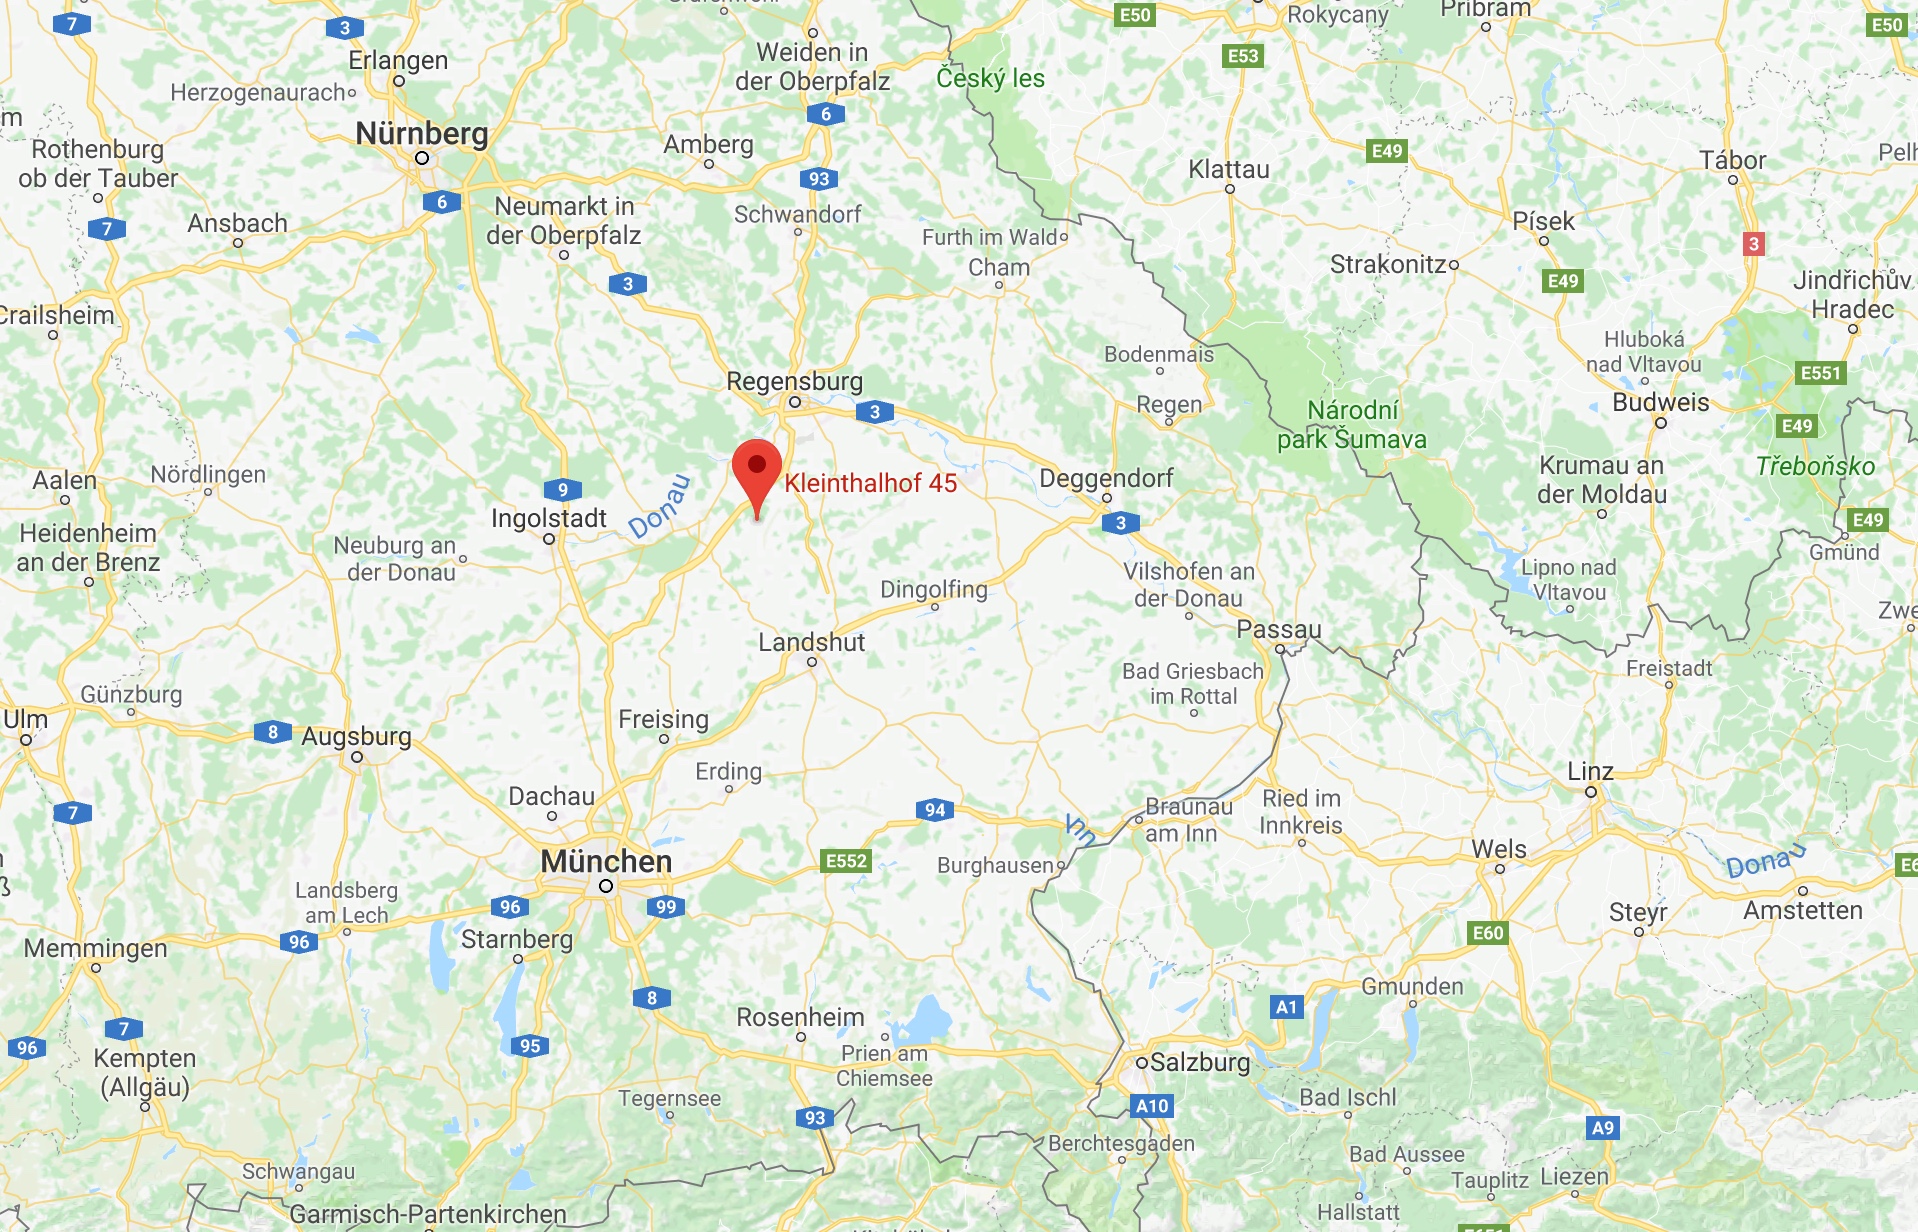 7
3
Erlangen
Herzogenaurach
Nürnberg
Rothenburg
ob der Tauber
7
Ansbach
6
Neumarkt in
der Oberpfalz
Weiden in
der Oberpfalz
6
Amberg
93
Schwandorf
3
Crailsheim
Český les
E50
E53
Rokycany
Příbram
E50
Klattau
E49
Tábor
Písek
3
Strakonitz
E49
Jindřichův
Hradec
Furth im Wald
Cham
Bodenmais
Regen
Hluboká
nad Vltavou
Budweis
E551
E49
Národní
park Šumava
Třeboňsko
Krumau an
der Moldau
E49
Gmünd
Lipno nad
Vltavou
Regensburg
3
Kleinthalhof 45
Donau
9
Ingolstadt
Aalen
Nördlingen
Heidenheim
an der Brenz
Neuburg an
der Donau
Deggendorf
3
Dingolfing
Vilshofen an
der Donau
Passau
Landshut
Bad Griesbach
im Rottal
Freistadt
Günzburg
Ulm
8
Augsburg
Freising
Erding
Dachau
7
München
94
E552
Inn
Braunau
am Inn
Ried im
Innkreis
Burghausen
Linz
Wels
Donau
Steyr
Amstetten
E60
Landsberg
am Lech
96
99
96
Starnberg
Memmingen
8
7
96
Kempten
(Allgäu)
95
Rosenheim
Prien am
Chiemsee
Tegernsee
93
Salzburg
A1
Gmunden
A10
Bad Ischl
A9
Berchtesgaden
Bad Aussee
Tauplitz
Liezen
Schwangau
Garmisch-Partenkirchen
Hallstatt